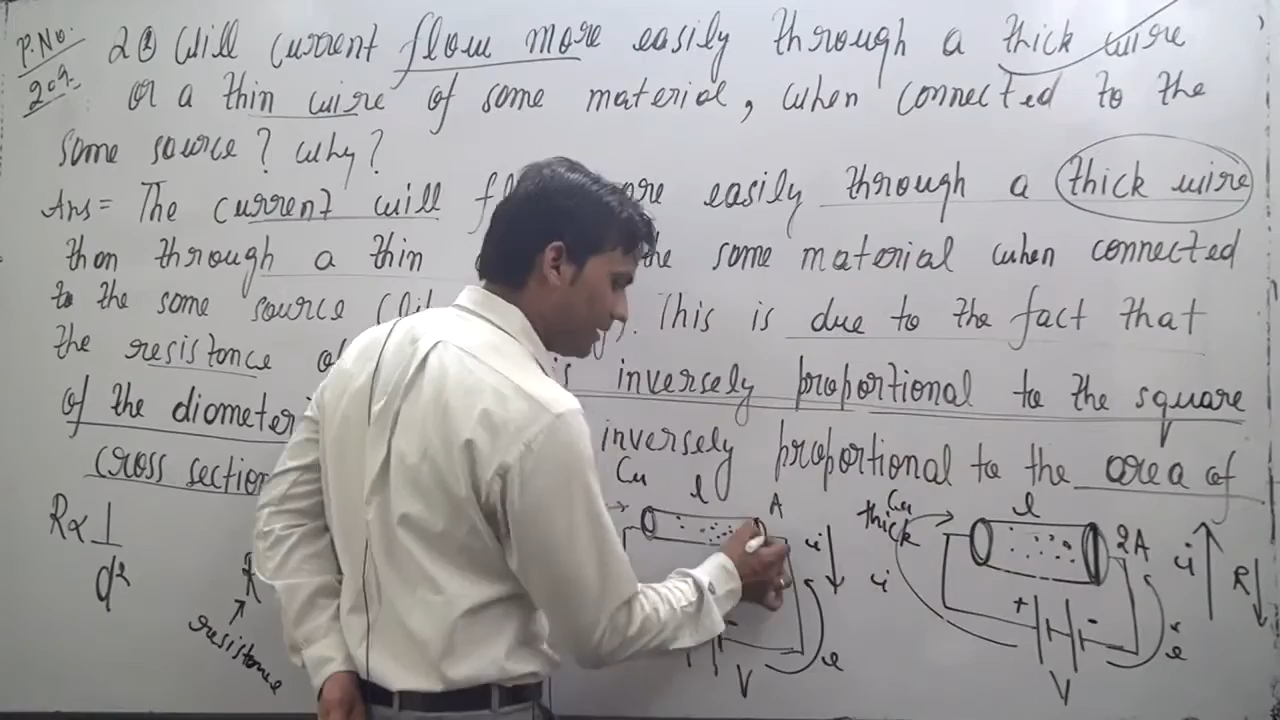 P.No. 209.
2Q Will current flow more easily through a thick wire
or a thin wire of same material, when connected to the
same source? Why?
Ans = The current will more easily through a thick wire
than through a thin the same material when connected
to the same source This is due to the fact that
the resistance is inversely proportional to the square
of the diameter inversely proportional to the area of
cross section
R∝ 1/d²
R
resistance
Cu
l
A
i
V
e
thick
Cu
l
2A
i
R
i
+ -
V
e